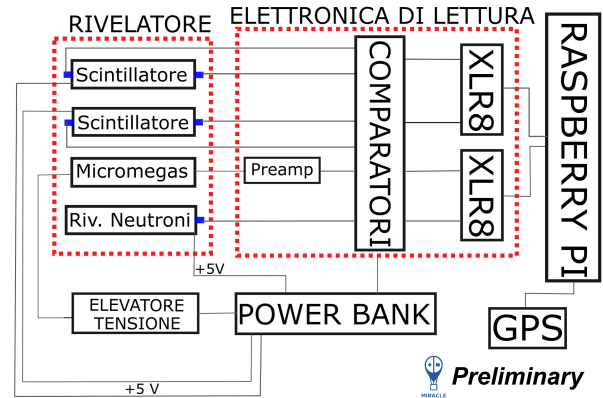 RIVELATORE
ELETTRONICA DI LETTURA
Scintillatore
Scintillatore
Micromegas
Riv. Neutroni
Preamp
COMPARATORI
XLR8
XLR8
RASPBERRY PI
+5V
ELEVATORE
TENSIONE
POWER BANK
GPS
+5 V
MIRACLE
Preliminary